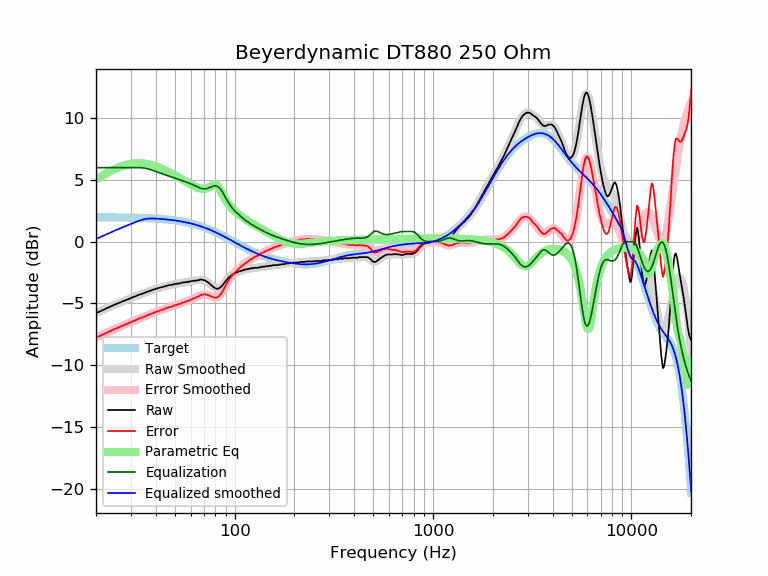 Beyerdynamic DT880 250 Ohm
Amplitude (dBr)
10
5
0
−5
−10
−15
−20
Target
Raw Smoothed
Error Smoothed
Raw
Error
Parametric Eq
Equalization
Equalized smoothed
100
1000
10000
Frequency (Hz)